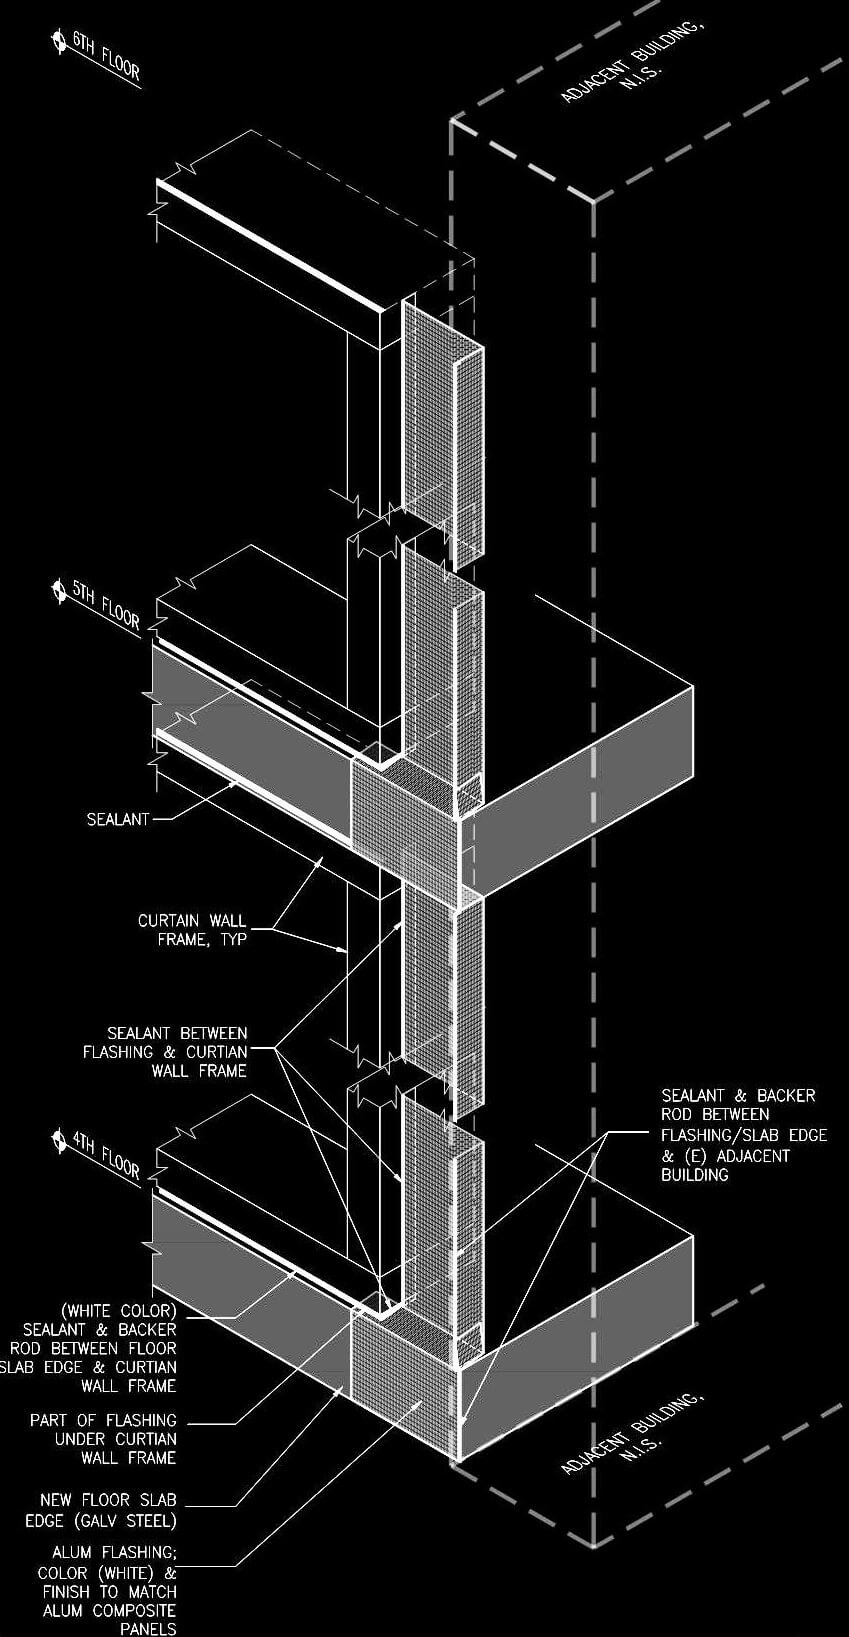 6TH FLOOR
ADJACENT BUILDING,
N.I.S.
5TH FLOOR
SEALANT
CURTAIN WALL
FRAME, TYP
SEALANT BETWEEN
FLASHING & CURTIAN
WALL FRAME
SEALANT & BACKER
ROD BETWEEN
FLASHING/SLAB EDGE
& (E) ADJACENT
BUILDING
4TH FLOOR
(WHITE COLOR)
SEALANT & BACKER
ROD BETWEEN FLOOR
SLAB EDGE & CURTIAN
WALL FRAME
PART OF FLASHING
UNDER CURTIAN
WALL FRAME
ADJACENT BUILDING,
N.I.S.
NEW FLOOR SLAB
EDGE (GALV STEEL)
ALUM FLASHING;
COLOR (WHITE) &
FINISH TO MATCH
ALUM COMPOSITE
PANELS